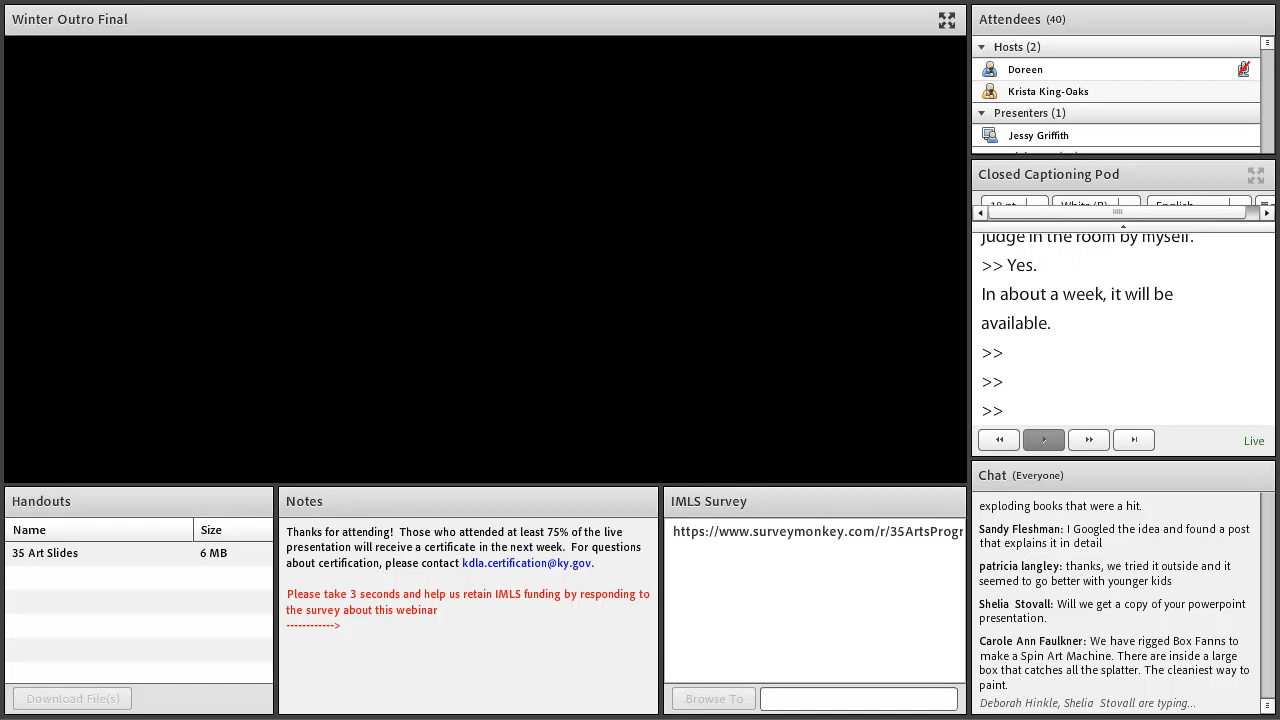 Winter Outro Final
Attendees (40)
Hosts (2)
Doreen
Krista King-Oaks
Presenters (1)
Jessy Griffith
Closed Captioning Pod
judge in the room by myself.
>> Yes.
In about a week, it will be
available.
>>
>>
>>
Live
Handouts
Name Size
35 Art Slides 6 MB
Download File(s)
Notes
Thanks for attending! Those who attended at least 75% of the live
presentation will receive a certificate in the next week. For questions
about certification, please contact kdla.certification@ky.gov.
Please take 3 seconds and help us retain IMLS funding by responding to
the survey about this webinar
------------>
IMLS Survey
https://www.surveymonkey.com/r/35ArtsProgr
Browse To
Chat (Everyone)
exploding books that were a hit.
Sandy Fleshman: I Googled the idea and found a post
that explains it in detail
patricia langley: thanks, we tried it outside and it
seemed to go better with younger kids
Shelia Stovall: Will we get a copy of your powerpoint
presentation.
Carole Ann Faulkner: We have rigged Box Fanns to
make a Spin Art Machine. There are inside a large
box that catches all the splatter. The cleaniest way to
paint.
Deborah Hinkle, Shelia Stovall are typing...